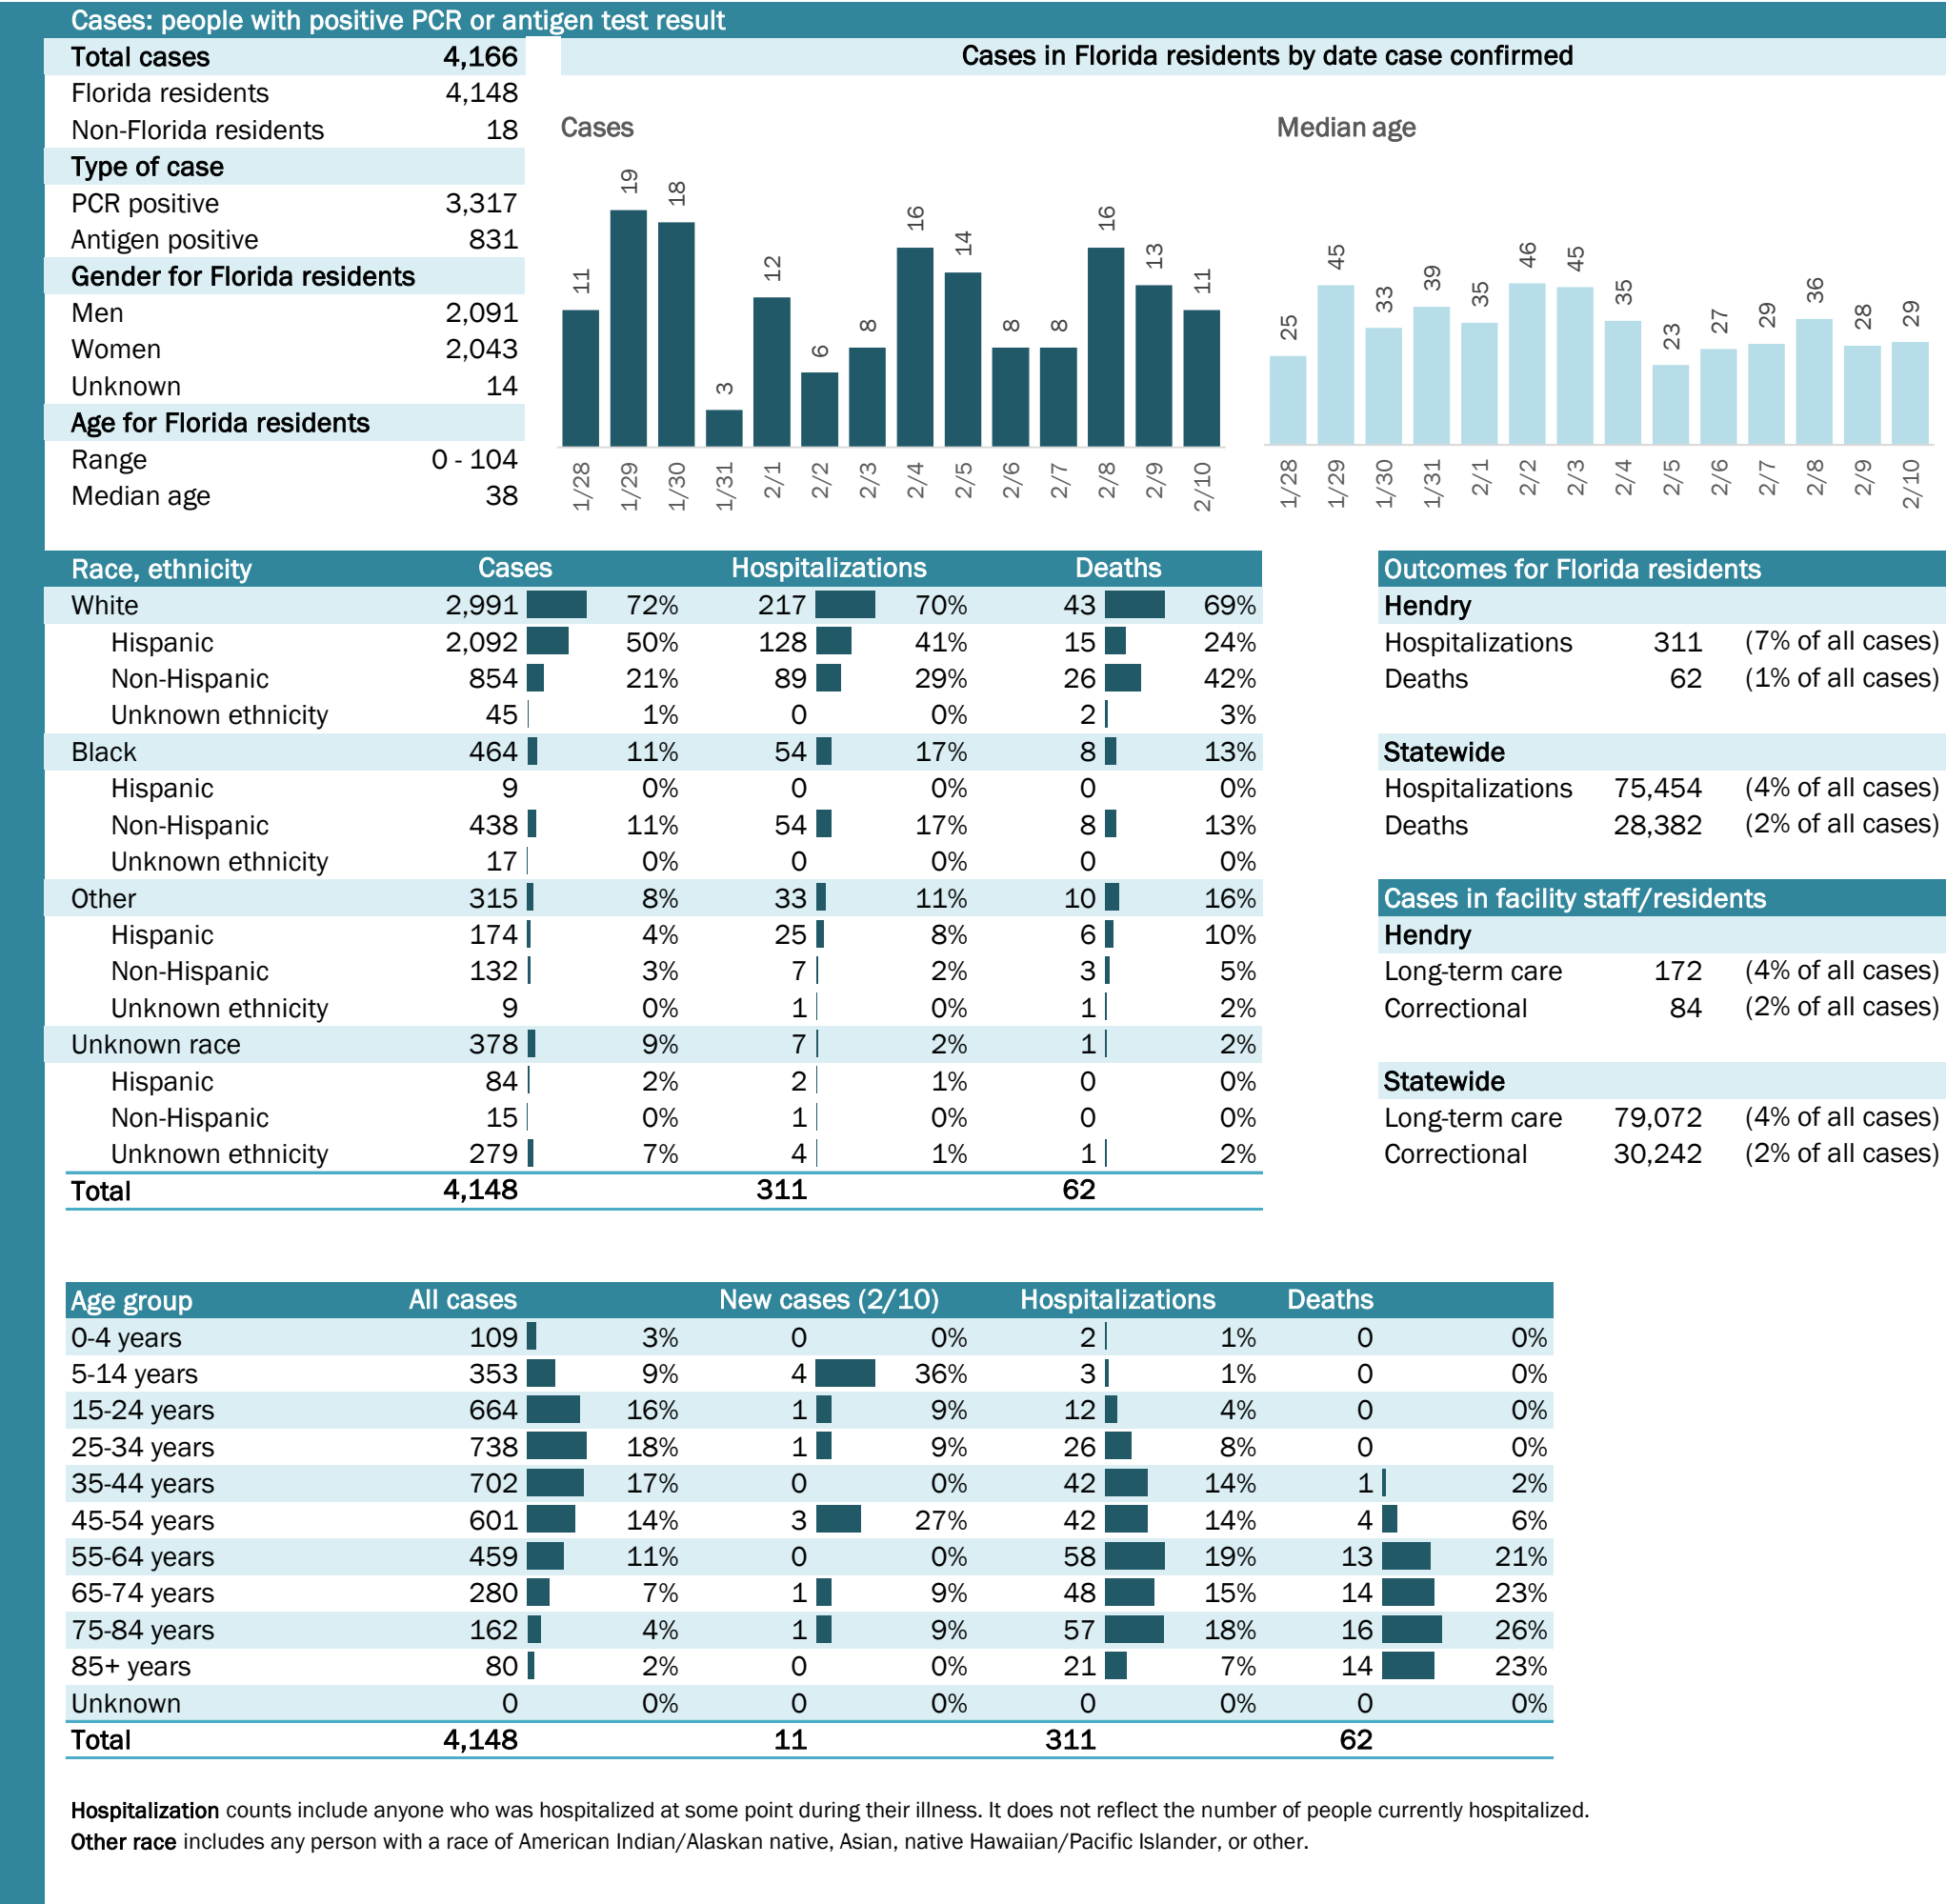 Cases: people with positive PCR or antigen test result
Total cases 4,166
Florida residents 4,148
Non-Florida residents 18
Type of case
PCR positive 3,317
Antigen positive 831
Gender for Florida residents
Men 2,091
Women 2,043
Unknown 14
Age for Florida residents
Range 0 - 104
Median age 38
Cases in Florida residents by date case confirmed
Cases
11 19 18 3 12 6 8 16 14 8 8 16 13 11
1/28 1/29 1/30 1/31 2/1 2/2 2/3 2/4 2/5 2/6 2/7 2/8 2/9 2/10
Median age
25 45 33 39 35 46 45 35 23 27 29 36 28 29
1/28 1/29 1/30 1/31 2/1 2/2 2/3 2/4 2/5 2/6 2/7 2/8 2/9 2/10
Race, ethnicity Cases Hospitalizations Deaths
White 2,991 72% 217 70% 43 69%
Hispanic 2,092 50% 128 41% 15 24%
Non-Hispanic 854 21% 89 29% 26 42%
Unknown ethnicity 45 1% 0 0% 2 3%
Black 464 11% 54 17% 8 13%
Hispanic 9 0% 0 0% 0 0%
Non-Hispanic 438 11% 54 17% 8 13%
Unknown ethnicity 17 0% 0 0% 0 0%
Other 315 8% 33 11% 10 16%
Hispanic 174 4% 25 8% 6 10%
Non-Hispanic 132 3% 7 2% 3 5%
Unknown ethnicity 9 0% 1 0% 1 2%
Unknown race 378 9% 7 2% 1 2%
Hispanic 84 2% 2 1% 0 0%
Non-Hispanic 15 0% 1 0% 0 0%
Unknown ethnicity 279 7% 4 1% 1 2%
Total 4,148 311 62
Outcomes for Florida residents
Hendry
Hospitalizations 311 (7% of all cases)
Deaths 62 (1% of all cases)
Statewide
Hospitalizations 75,454 (4% of all cases)
Deaths 28,382 (2% of all cases)
Cases in facility staff/residents
Hendry
Long-term care 172 (4% of all cases)
Correctional 84 (2% of all cases)
Statewide
Long-term care 79,072 (4% of all cases)
Correctional 30,242 (2% of all cases)
Age group All cases New cases (2/10) Hospitalizations Deaths
0-4 years 109 3% 0 0% 2 1% 0 0%
5-14 years 353 9% 4 36% 3 1% 0 0%
15-24 years 664 16% 1 9% 12 4% 0 0%
25-34 years 738 18% 1 9% 26 8% 0 0%
35-44 years 702 17% 0 0% 42 14% 1 2%
45-54 years 601 14% 3 27% 42 14% 4 6%
55-64 years 459 11% 0 0% 58 19% 13 21%
65-74 years 280 7% 1 9% 48 15% 14 23%
75-84 years 162 4% 1 9% 57 18% 16 26%
85+ years 80 2% 0 0% 21 7% 14 23%
Unknown 0 0% 0 0% 0 0% 0 0%
Total 4,148 11 311 62
Hospitalization counts include anyone who was hospitalized at some point during their illness. It does not reflect the number of people currently hospitalized.
Other race includes any person with a race of American Indian/Alaskan native, Asian, native Hawaiian/Pacific Islander, or other.